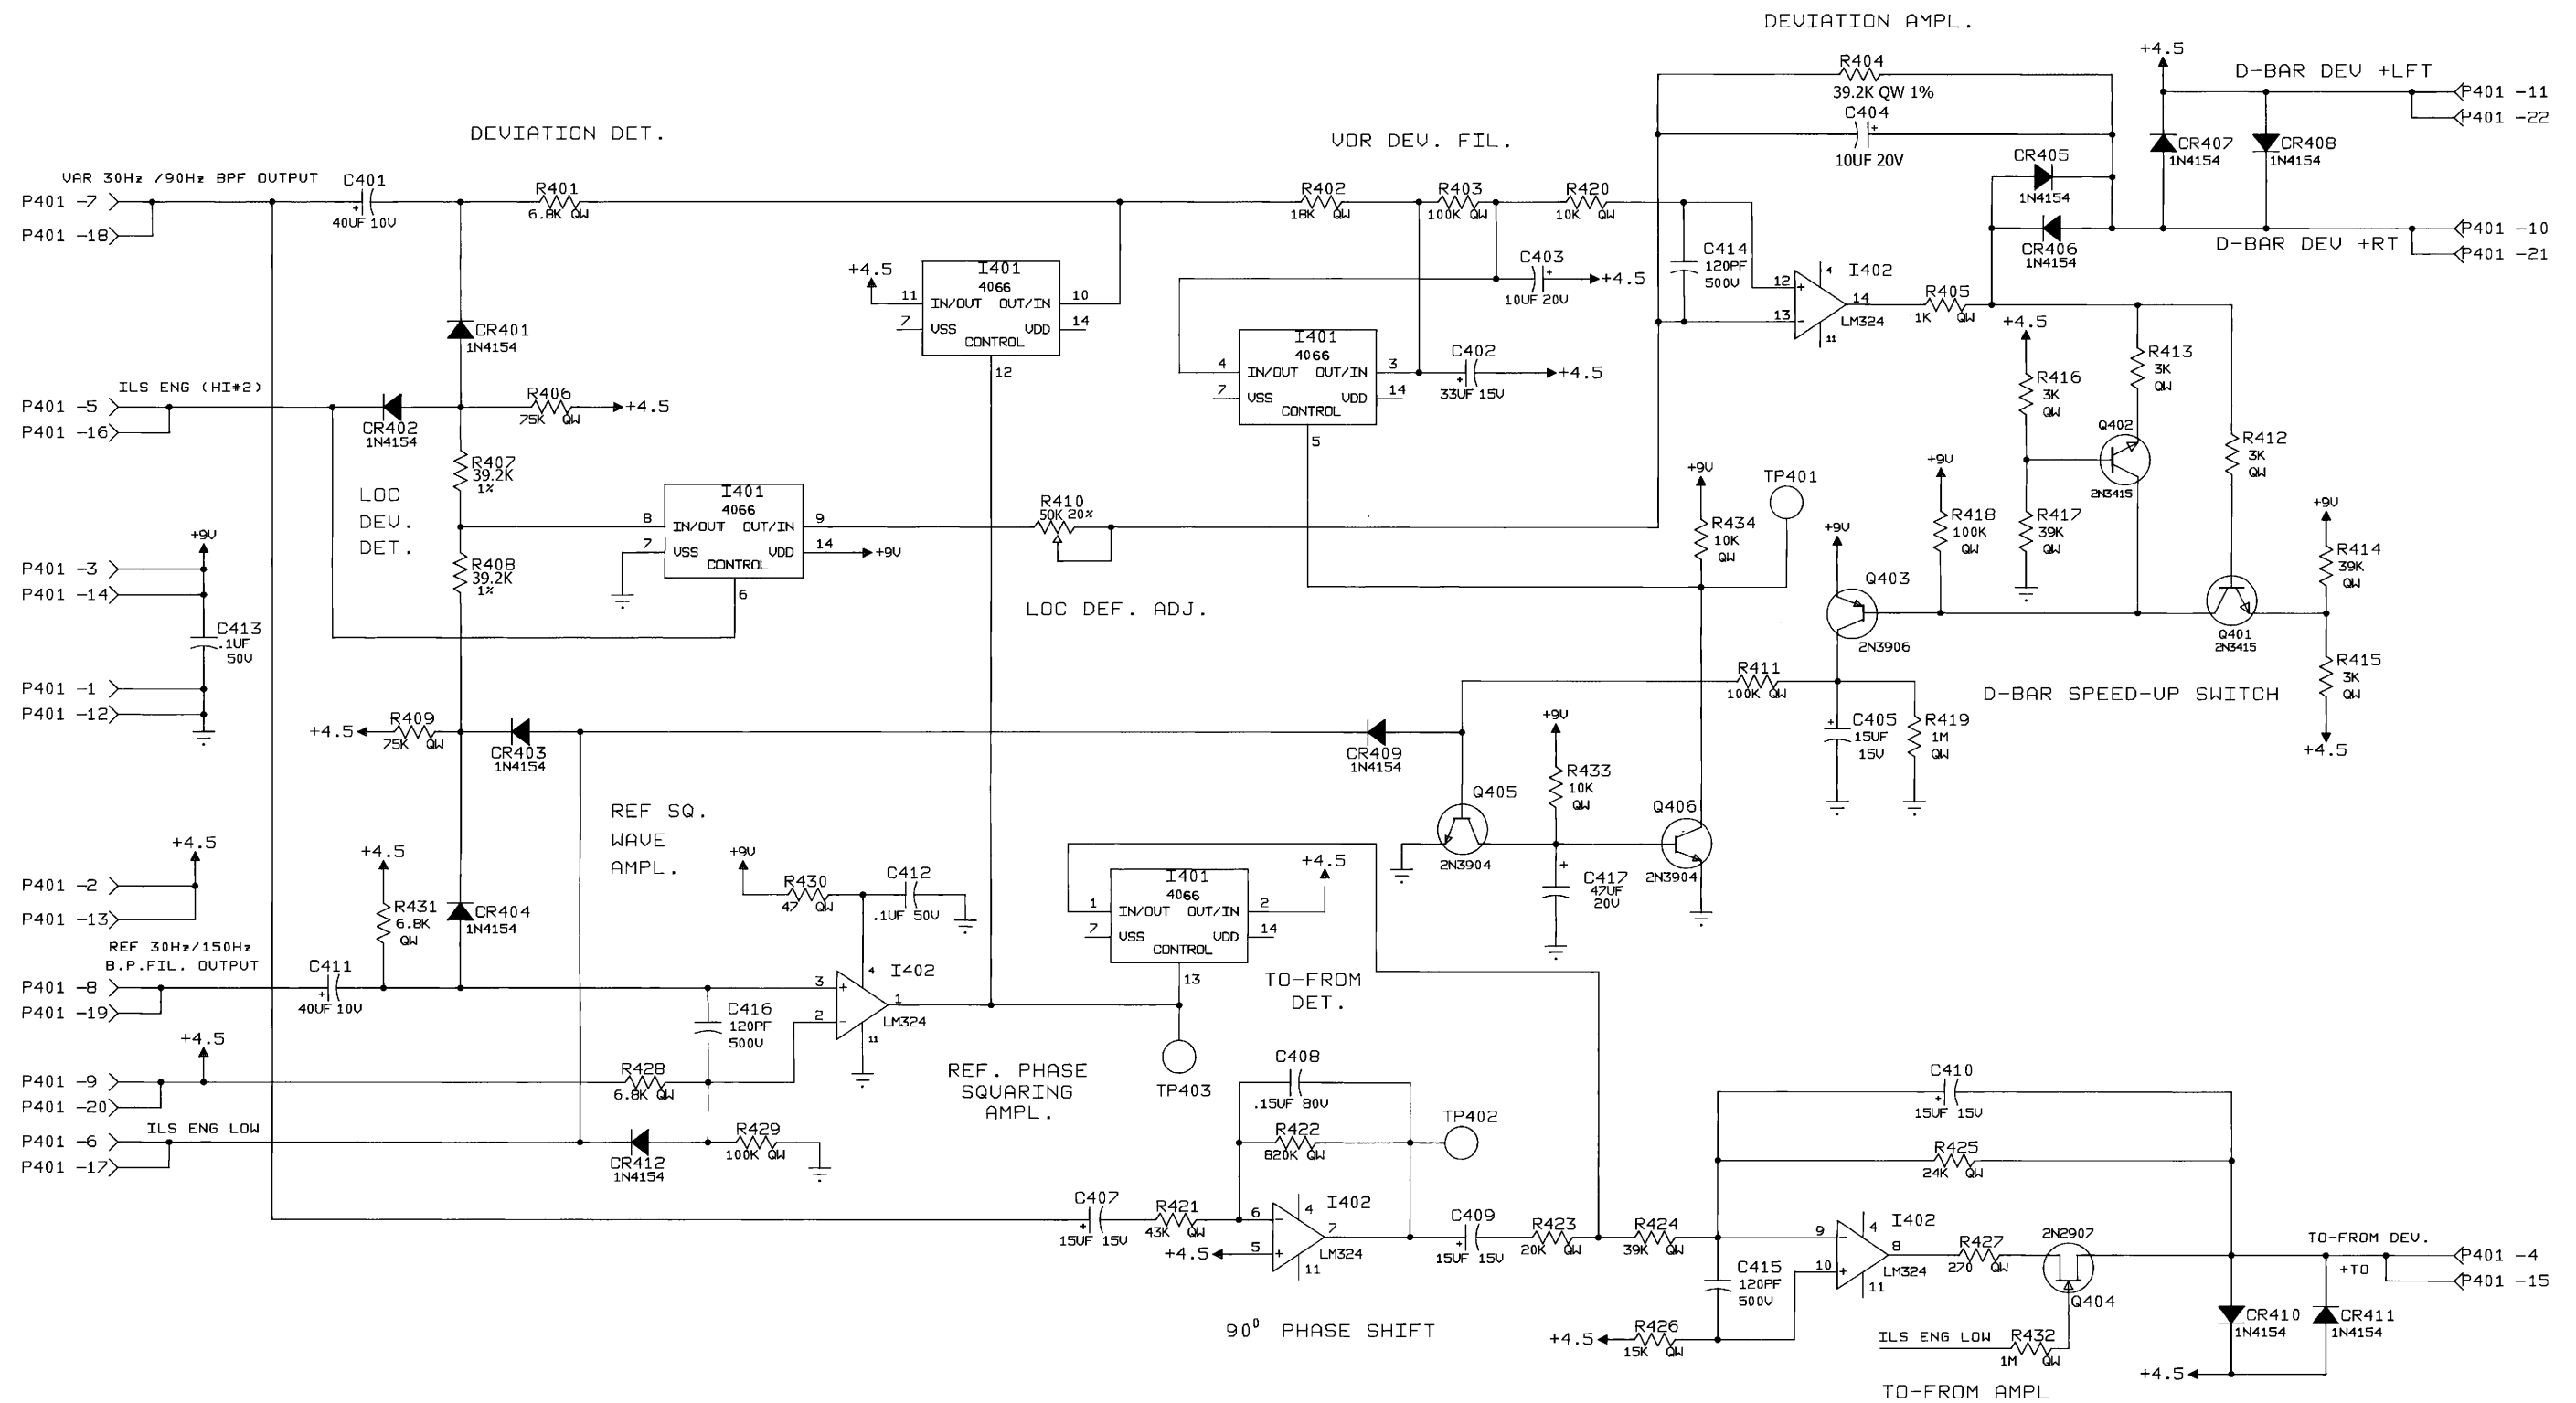 DEVIATION AMPL.
+4.5
D-BAR DEV +LFT
P401 -11
P401 -22
R404
39.2K QW 1%
C404
+
10UF 20V
CR407
1N4154
CR408
1N4154
CR405
1N4154
CR406
1N4154
P401 -10
D-BAR DEV +RT
P401 -21
DEVIATION DET.
VOR DEV. FIL.
VAR 30Hz /90Hz BPF OUTPUT
P401 -7
P401 -18
C401
+
40UF 10V
R401
6.8K QW
R402
18K QW
R403
100K QW
R420
10K QW
C414
120PF
500V
C403
+
10UF 20V
+4.5
+4.5
I401
4066
11 IN/OUT OUT/IN 10
7 VSS VDD 14
CONTROL
12
I401
4066
4 IN/OUT OUT/IN 3
7 VSS VDD 14
CONTROL
5
C402
+
33UF 15V
+4.5
12 +
13 -
4
I402
14
LM324
11
R405
1K QW
+4.5
R416
3K
QW
R413
3K
QW
Q402
2N3415
R412
3K
QW
R417
39K
QW
CR401
1N4154
ILS ENG (HI#2)
P401 -5
P401 -16
CR402
1N4154
R406
75K QW
+4.5
R407
39.2K
1%
LOC
DEV.
DET.
R408
39.2K
1%
I401
4066
8 IN/OUT OUT/IN 9
7 VSS VDD 14
+9V
CONTROL
6
R410
50K 20%
LOC DEF. ADJ.
+9V
R434
10K
QW
TP401
+9V
R418
100K
QW
+9V
Q403
2N3906
Q401
2N3415
+9V
R414
39K
QW
R415
3K
QW
+4.5
D-BAR SPEED-UP SWITCH
+9V
P401 -3
P401 -14
C413
.1UF
50V
P401 -1
P401 -12
+4.5
R409
75K QW
CR403
1N4154
CR409
1N4154
R411
100K QW
+
C405
15UF
15V
R419
1M
QW
+9V
R433
10K
QW
Q405
2N3904
Q406
2N3904
+
C417
47UF
20V
+4.5
P401 -2
P401 -13
+4.5
R431
6.8K
QW
CR404
1N4154
REF SQ.
WAVE
AMPL.
+9V
R430
47 QW
C412
.1UF 50V
REF 30Hz/150Hz
B.P.FIL. OUTPUT
P401 -8
P401 -19
C411
+
40UF 10V
3 +
2 -
4
I402
1
LM324
11
C416
120PF
500V
I401
4066
1 IN/OUT OUT/IN 2
7 VSS VDD 14
CONTROL
13
+4.5
TO-FROM
DET.
TP403
REF. PHASE
SQUARING
AMPL.
+4.5
P401 -9
P401 -20
R428
6.8K QW
ILS ENG LOW
P401 -6
P401 -17
CR412
1N4154
R429
100K QW
C408
.15UF 80V
R422
820K QW
TP402
C407
+
15UF 15V
R421
43K QW
+4.5
6 -
5 +
4
I402
7
LM324
11
C409
+
15UF 15V
R423
20K QW
R424
39K QW
C410
+
15UF 15V
R425
24K QW
C415
120PF
500V
9 -
10 +
4
I402
8
LM324
11
R427
270 QW
2N2907
Q404
TO-FROM DEV.
+TO
P401 -4
P401 -15
CR410
1N4154
CR411
1N4154
+4.5
R426
15K QW
+4.5
ILS ENG LOW
R432
1M QW
90⁰ PHASE SHIFT
TO-FROM AMPL